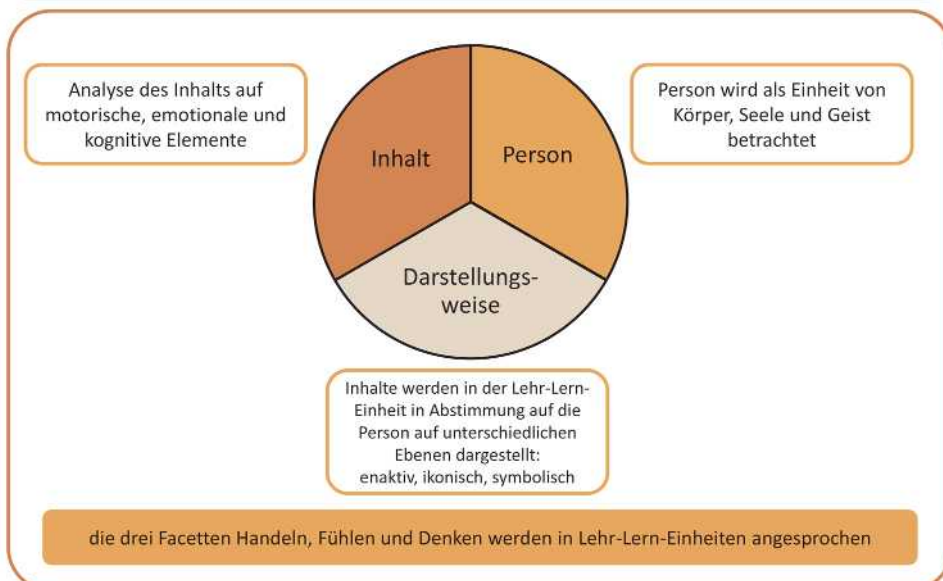 Analyse des Inhalts auf
motorische, emotionale und
kognitive Elemente
Inhalt
Person
Person wird als Einheit von
Körper, Seele und Geist
betrachtet
Darstellungs-
weise
Inhalte werden in der Lehr-Lern-
Einheit in Abstimmung auf die
Person auf unterschiedlichen
Ebenen dargestellt:
enaktiv, ikonisch, symbolisch
die drei Facetten Handeln, Fühlen und Denken werden in Lehr-Lern-Einheiten angesprochen